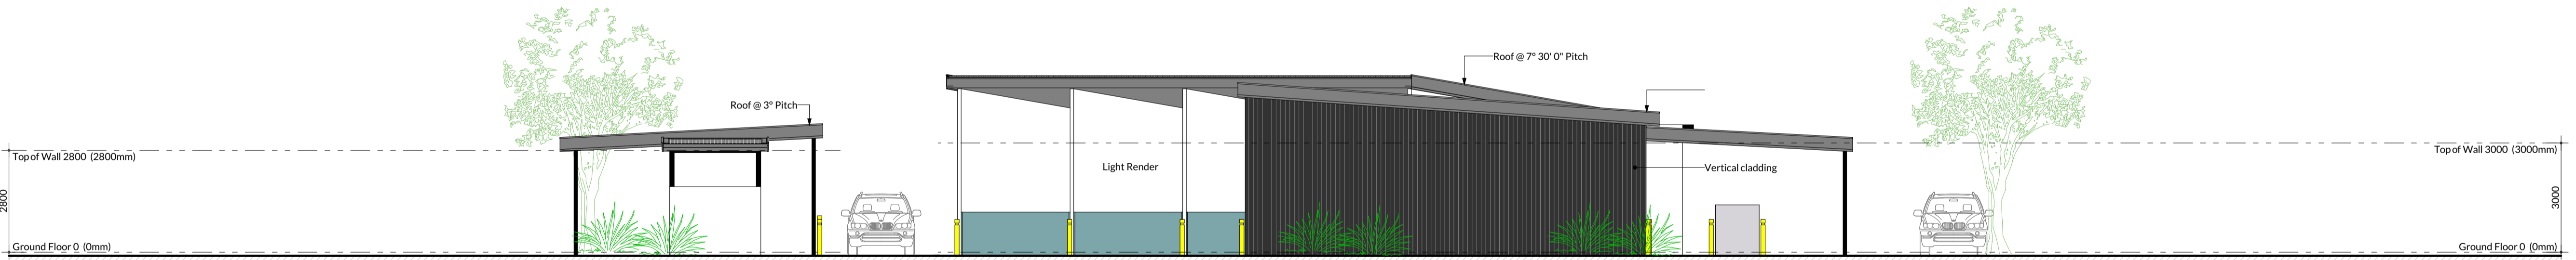 Roof @ 7° 30' 0" Pitch
Roof @ 3° Pitch
Top of Wall 2800 (2800mm)
Top of Wall 3000 (3000mm)
Light Render
Vertical cladding
2800
3000
Ground Floor 0 (0mm)
Ground Floor 0 (0mm)